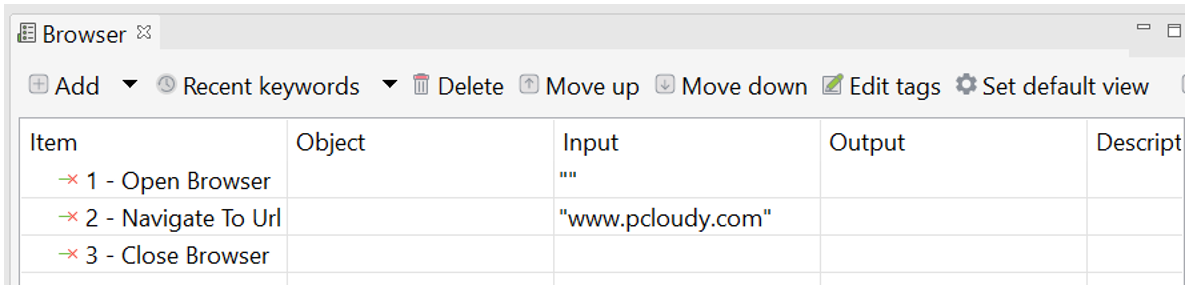 Browser
Add Recent keywords Delete Move up Move down Edit tags Set default view
Item Object Input Output Descript
1 - Open Browser ""
2 - Navigate To Url "www.pcloudy.com"
3 - Close Browser